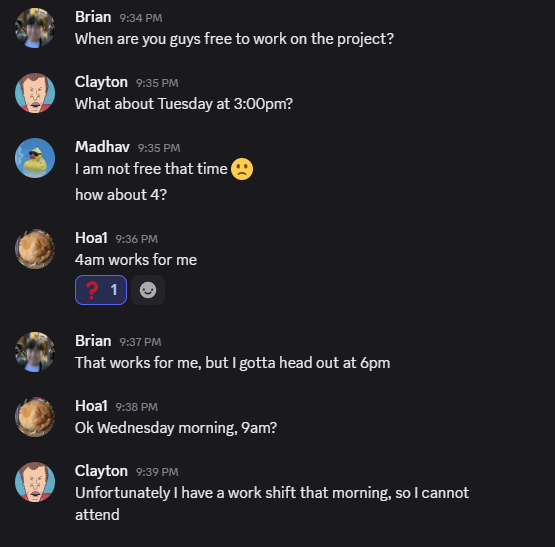 Brian 9:34 PM
When are you guys free to work on the project?
Clayton 9:35 PM
What about Tuesday at 3:00pm?
Madhav 9:35 PM
I am not free that time 🙁
how about 4?
Hoa1 9:36 PM
4am works for me
❓ 1
Brian 9:37 PM
That works for me, but I gotta head out at 6pm
Hoa1 9:38 PM
Ok Wednesday morning, 9am?
Clayton 9:39 PM
Unfortunately I have a work shift that morning, so I cannot
attend